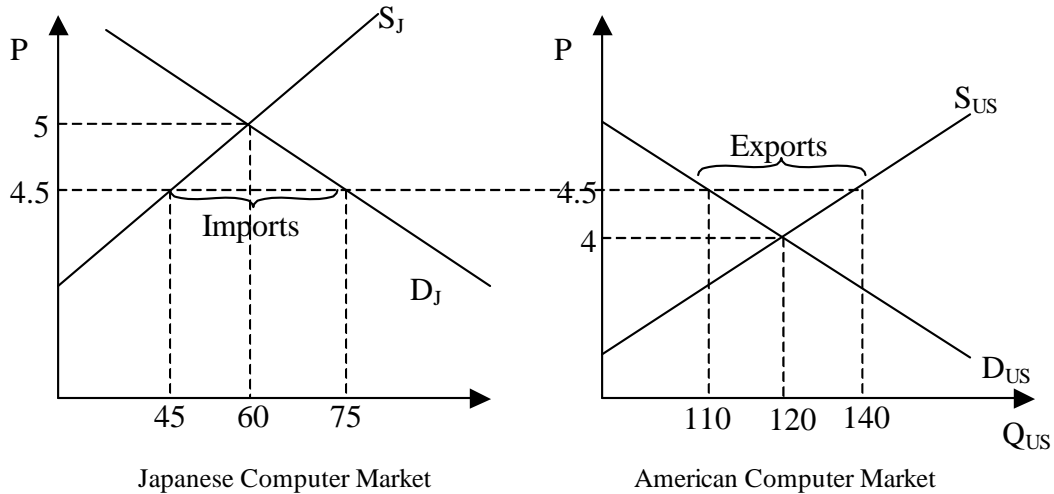 P
S_J
5
4.5
Imports
D_J
45
60
75
Japanese Computer Market
P
S_US
Exports
4.5
4
D_US
110
120
140
Q_US
American Computer Market